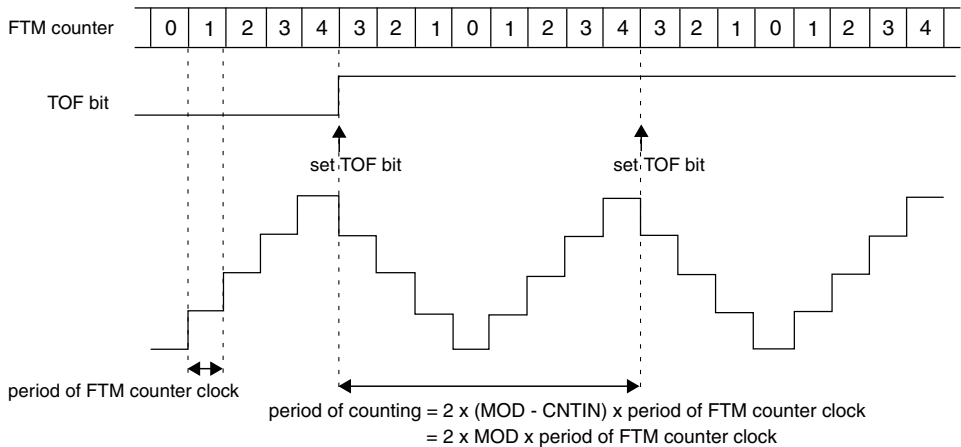 FTM counter 0 1 2 3 4 3 2 1 0 1 2 3 4 3 2 1 0 1 2 3 4
TOF bit
set TOF bit set TOF bit
period of FTM counter clock
period of counting = 2 x (MOD - CNTIN) x period of FTM counter clock
= 2 x MOD x period of FTM counter clock